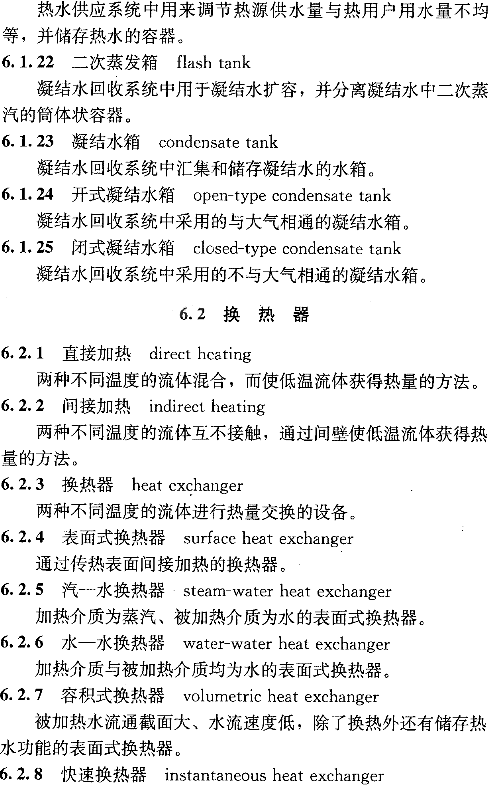 热水供应系统中用来调节热源供水量与热用户用水量不均
等，并储存热水的容器。
6.1.22 二次蒸发箱 flash tank
凝结水回收系统中用于凝结水扩容，并分离凝结水中二次蒸
汽的筒体状容器。
6.1.23 凝结水箱 condensate tank
凝结水回收系统中汇集和储存凝结水的水箱。
6.1.24 开式凝结水箱 open-type condensate tank
凝结水回收系统中采用的与大气相通的凝结水箱。
6.1.25 闭式凝结水箱 closed-type condensate tank
凝结水回收系统中采用的不与大气相通的凝结水箱。
6.2 换热器
6.2.1 直接加热 direct heating
两种不同温度的流体混合，而使低温流体获得热量的方法。
6.2.2 间接加热 indirect heating
两种不同温度的流体互不接触，通过间壁使低温流体获得热
量的方法。
6.2.3 换热器 heat exchanger
两种不同温度的流体进行热量交换的设备。
6.2.4 表面式换热器 surface heat exchanger
通过传热表面间接加热的换热器。
6.2.5 汽—水换热器 steam-water heat exchanger
加热介质为蒸汽、被加热介质为水的表面式换热器。
6.2.6 水—水换热器 water-water heat exchanger
加热介质与被加热介质均为水的表面式换热器。
6.2.7 容积式换热器 volumetric heat exchanger
被加热水流通截面大、水流速度低，除了换热外还有储存热
水功能的表面式换热器。
6.2.8 快速换热器 instantaneous heat exchanger